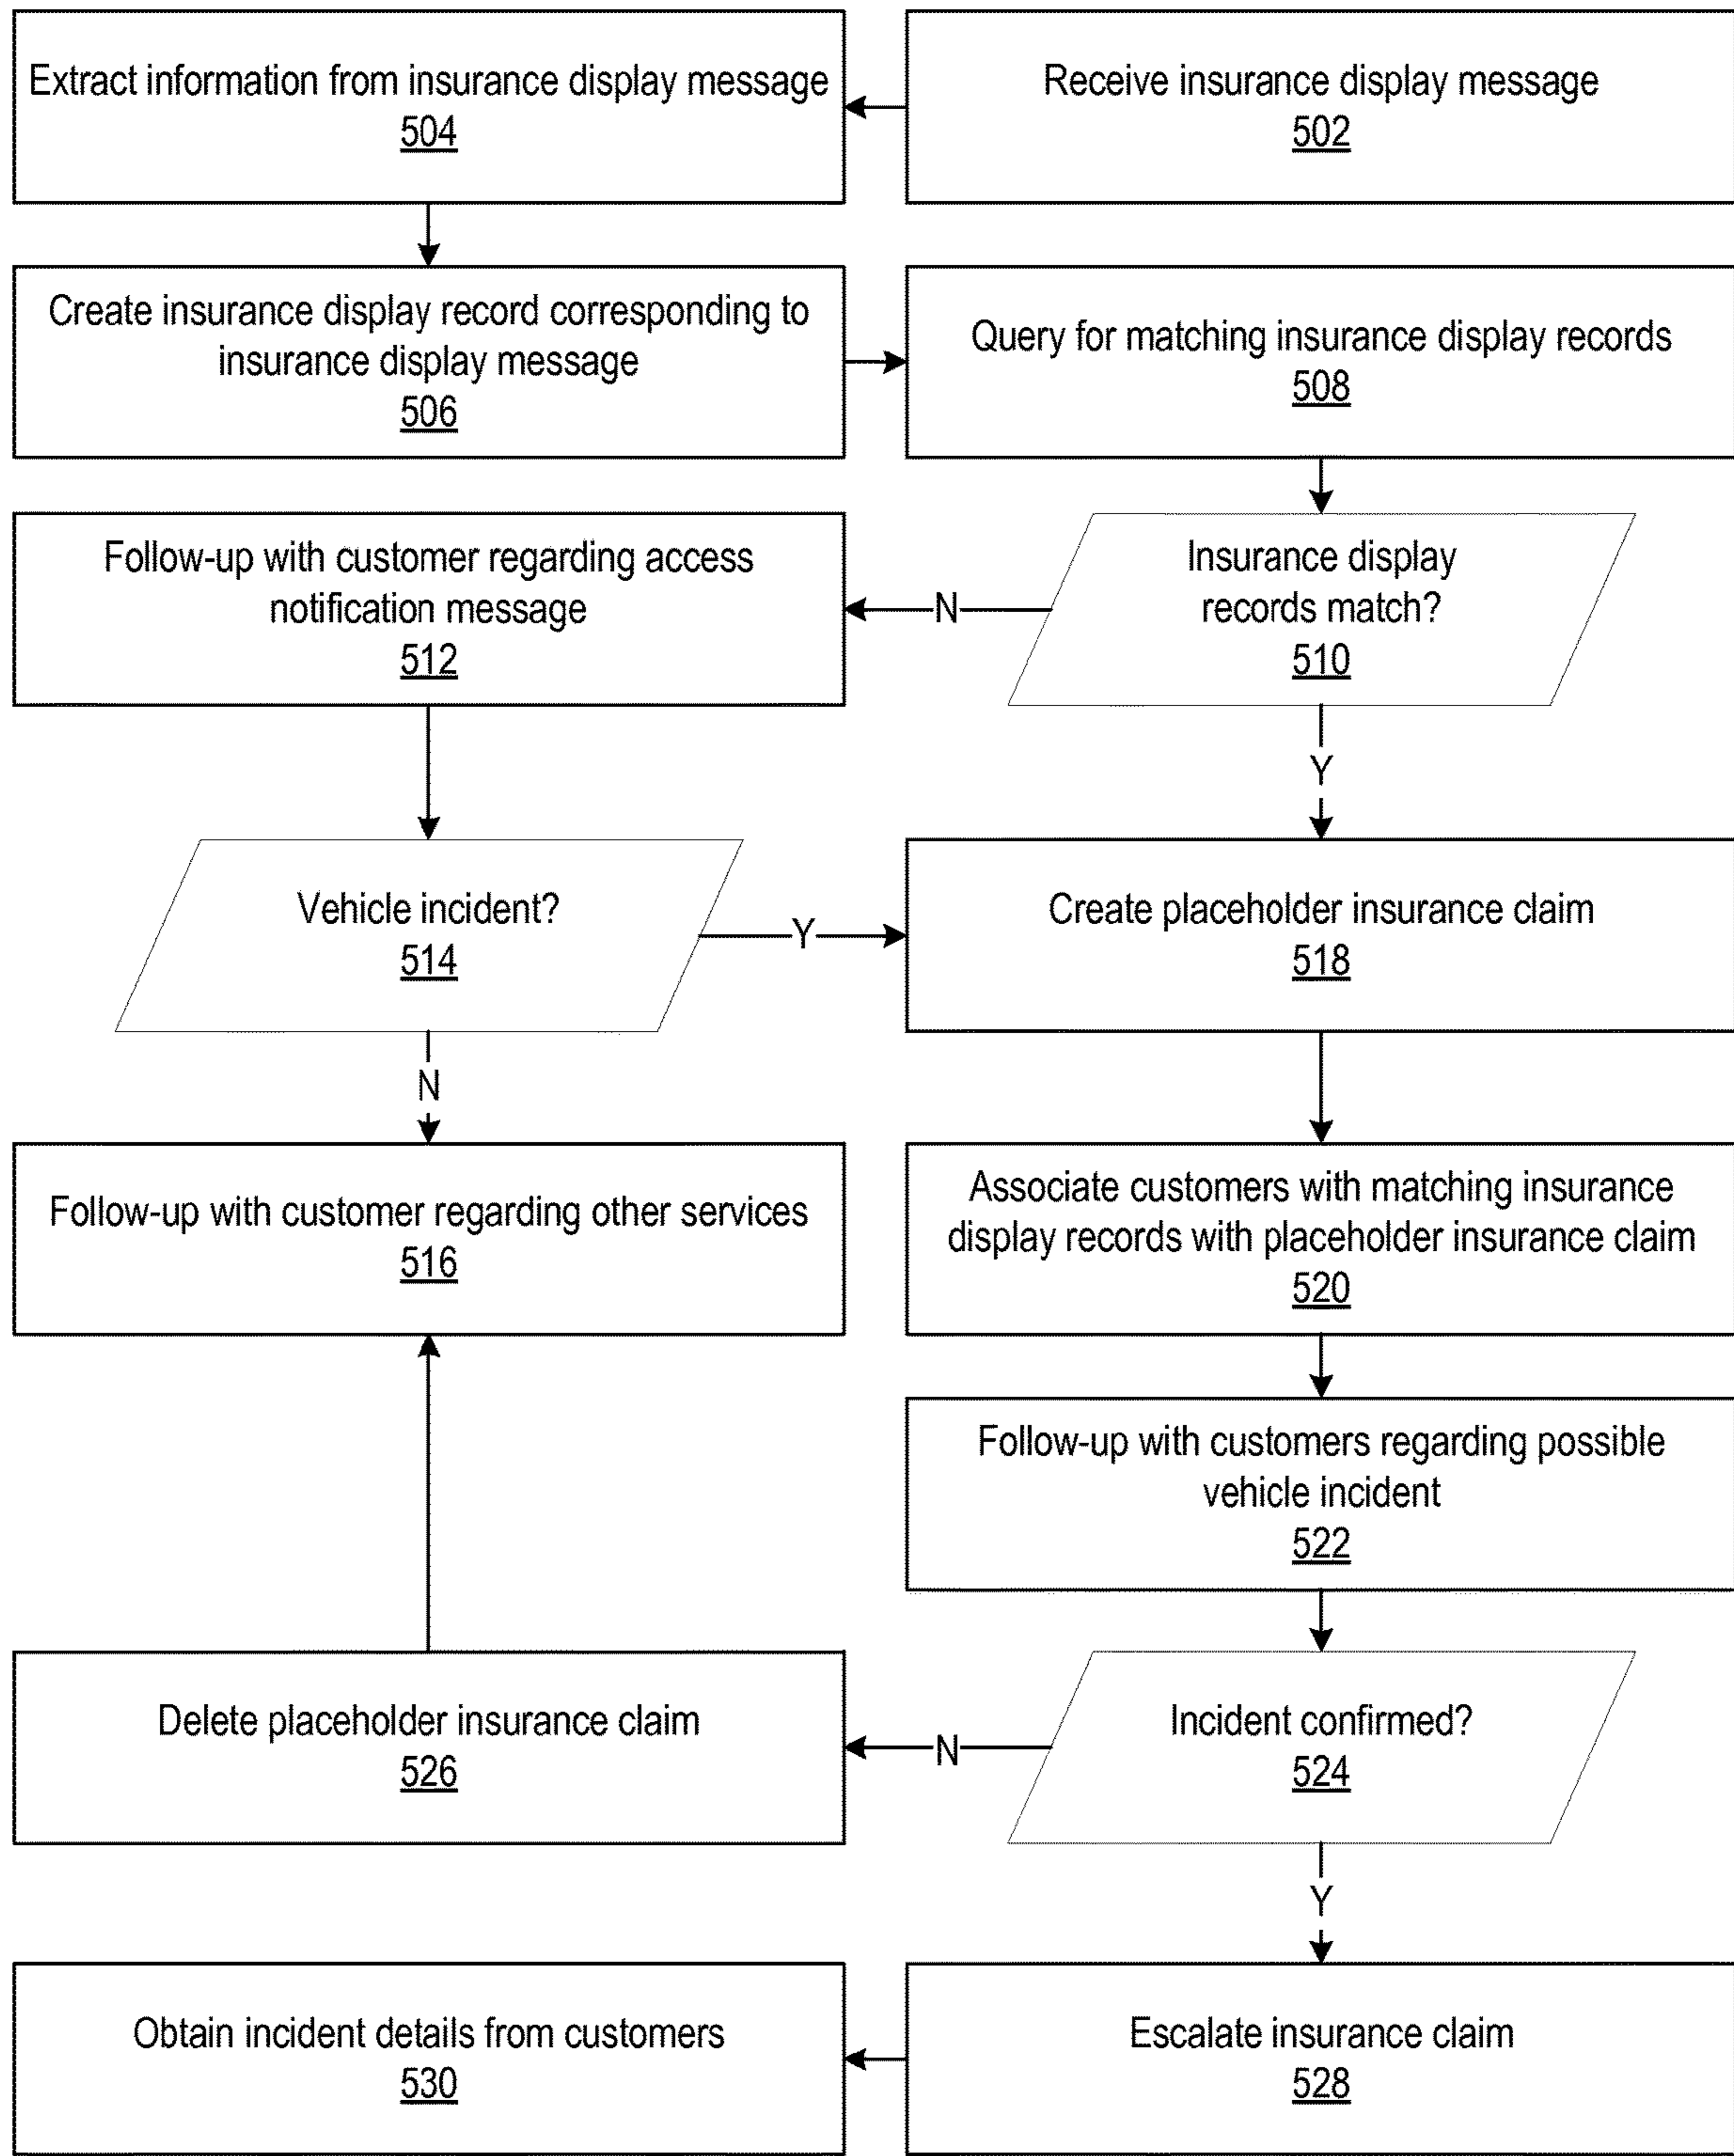 Extract information from insurance display message
504
Receive insurance display message
502
Create insurance display record corresponding to
insurance display message
506
Query for matching insurance display records
508
Follow-up with customer regarding access
notification message
512
N
Insurance display
records match?
510
Y
Vehicle incident?
514
Y
Create placeholder insurance claim
518
N
Follow-up with customer regarding other services
516
Associate customers with matching insurance
display records with placeholder insurance claim
520
Follow-up with customers regarding possible
vehicle incident
522
Delete placeholder insurance claim
526
N
Incident confirmed?
524
Y
Obtain incident details from customers
530
Escalate insurance claim
528